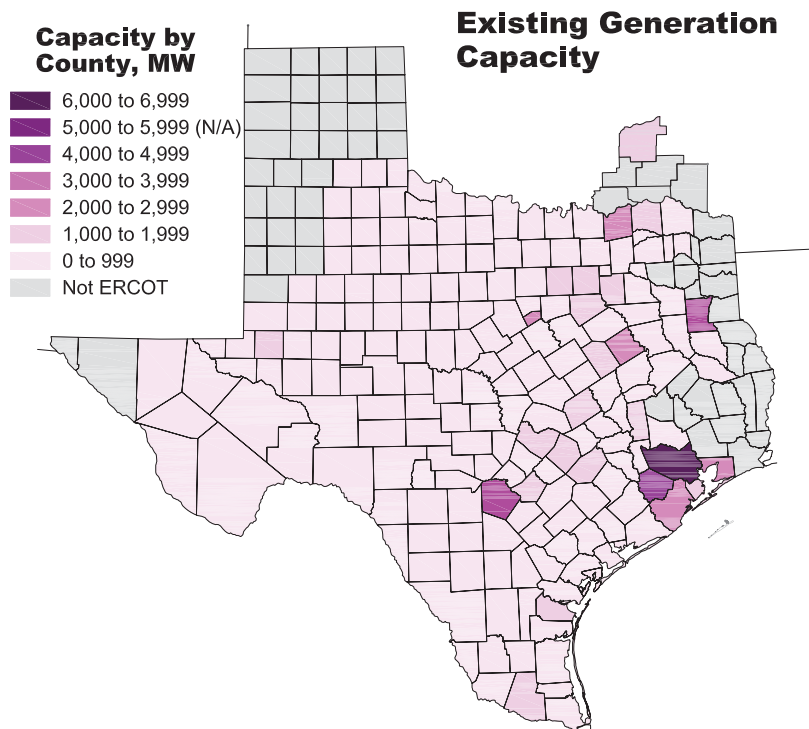 Existing Generation
Capacity
Capacity by
County, MW
6,000 to 6,999
5,000 to 5,999 (N/A)
4,000 to 4,999
3,000 to 3,999
2,000 to 2,999
1,000 to 1,999
0 to 999
Not ERCOT